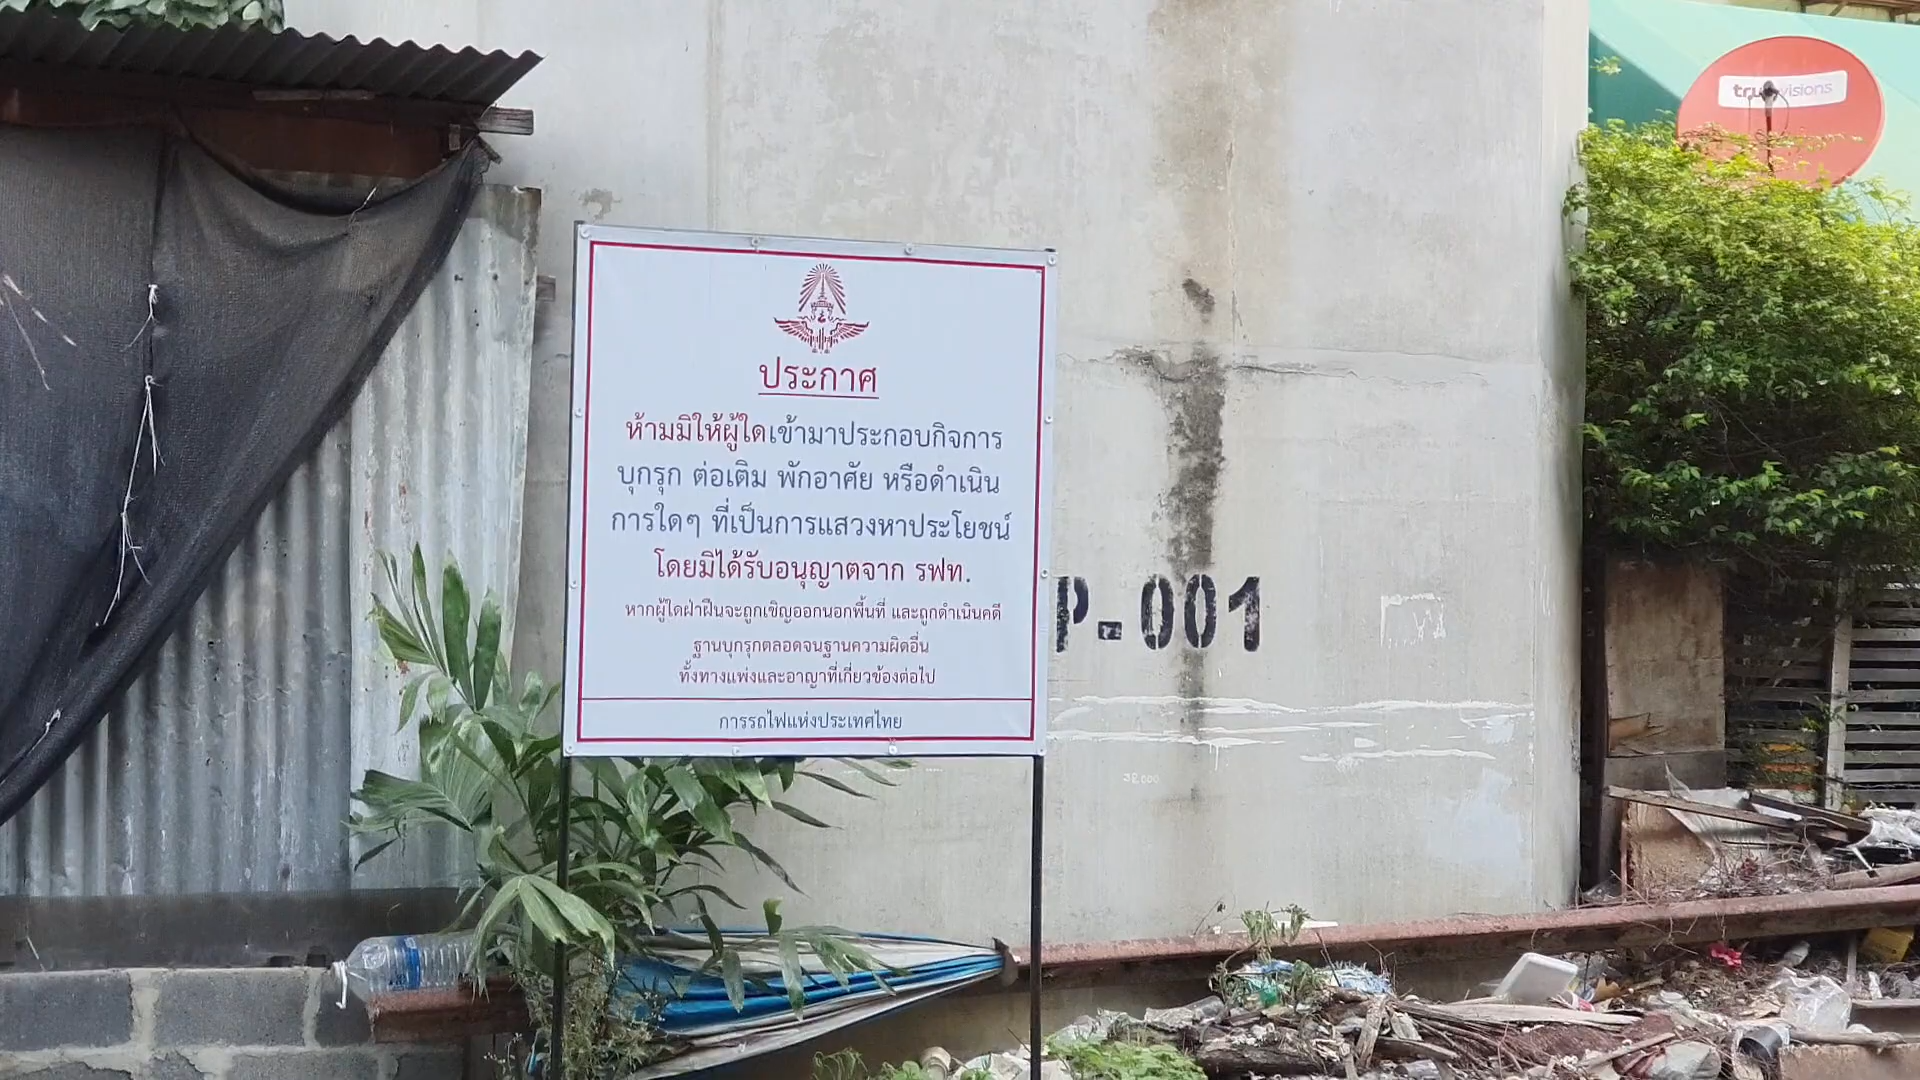 truevisions
ประกาศ
ห้ามมิให้ผู้ใดเข้ามาประกอบกิจการ
บุกรุก ต่อเติม พักอาศัย หรือดำเนิน
การใดๆ ที่เป็นการแสวงหาประโยชน์
โดยมิได้รับอนุญาตจาก รฟท.
หากผู้ใดฝ่าฝืนจะถูกเชิญออกนอกพื้นที่ และถูกดำเนินคดี
ฐานบุกรุกตลอดจนฐานความผิดอื่น
ทั้งทางแพ่งและอาญาที่เกี่ยวข้องต่อไป
การรถไฟแห่งประเทศไทย
P-001